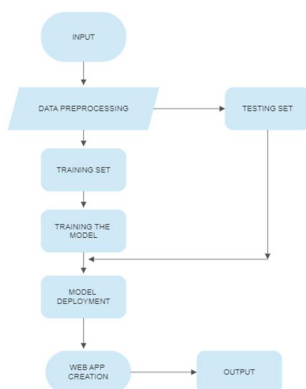 INPUT
DATA PREPROCESSING
TESTING SET
TRAINING SET
TRAINING THE
MODEL
MODEL
DEPLOYMENT
WEB APP
CREATION
OUTPUT